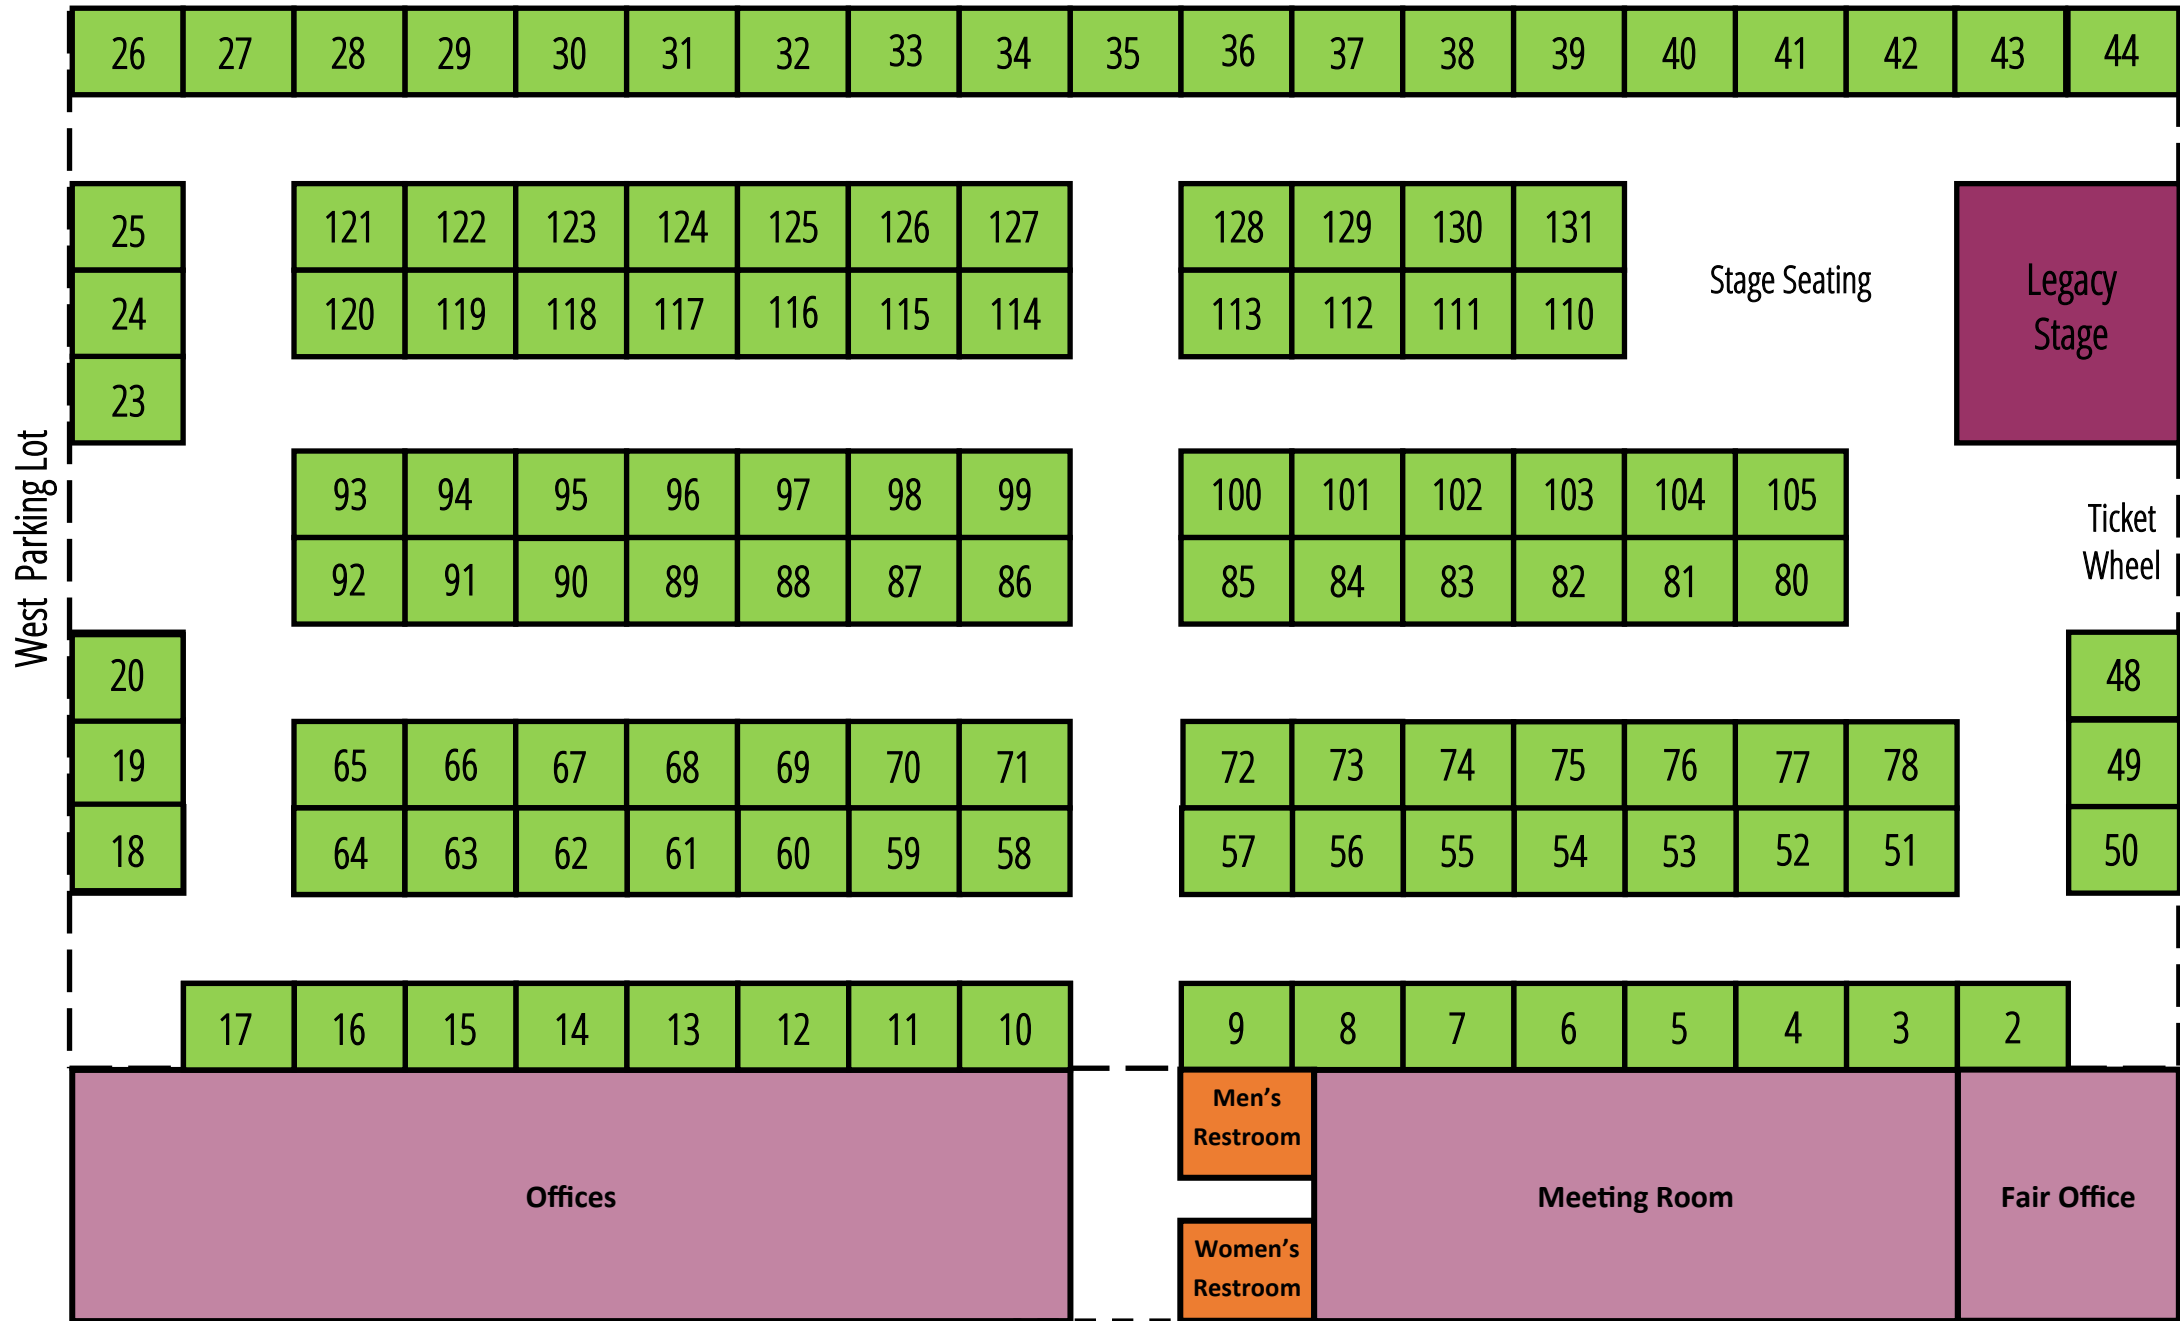 26 27 28 29 30 31 32 33 34 35 36 37 38 39 40 41 42 43 44
25 121 122 123 124 125 126 127 128 129 130 131
24 120 119 118 117 116 115 114 113 112 111 110
Stage Seating
Legacy
Stage
23
West Parking Lot
93 94 95 96 97 98 99 100 101 102 103 104 105
92 91 90 89 88 87 86 85 84 83 82 81 80
Ticket
Wheel
20 48
19 65 66 67 68 69 70 71 72 73 74 75 76 77 78 49
18 64 63 62 61 60 59 58 57 56 55 54 53 52 51 50
17 16 15 14 13 12 11 10 9 8 7 6 5 4 3 2
Men's
Restroom
Offices
Meeting Room
Fair Office
Women's
Restroom